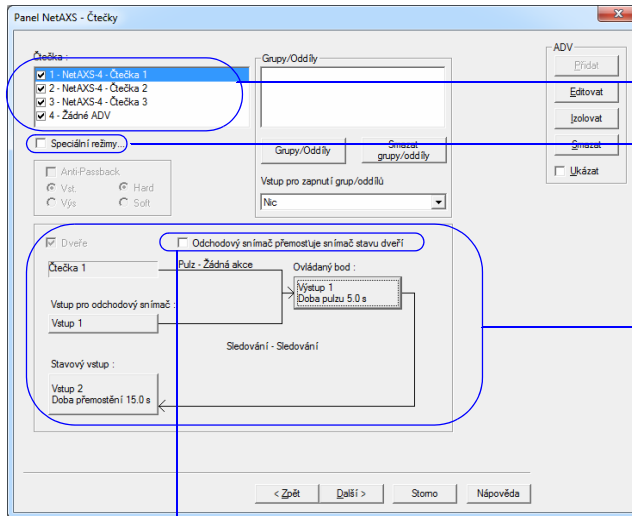 Panel NetAXS - Čtečky
Čtečka :
1 - NetAXS-4 - Čtečka 1
2 - NetAXS-4 - Čtečka 2
3 - NetAXS-4 - Čtečka 3
4 - Žádné ADV
Speciální režimy...
Anti-Passback
Vst.
Hard
Výs
Soft
Grupy/Oddíly
Grupy/Oddíly
Smazat
grupy/oddíly
Vstup pro zapnutí grup/oddílů
Nic
ADV
Přidat
Editovat
Izolovat
Smazat
Ukázat
Dveře
Odchodový snímač přemosťuje snímač stavu dveří
Čtečka 1
Pulz - Žádná akce
Ovládaný bod :
Výstup 1
Doba pulzu 5.0 s
Vstup pro odchodový snímač :
Vstup 1
Sledování - Sledování
Stavový vstup :
Vstup 2
Doba přemostění 15.0 s
< Zpět
Další >
Storno
Nápověda